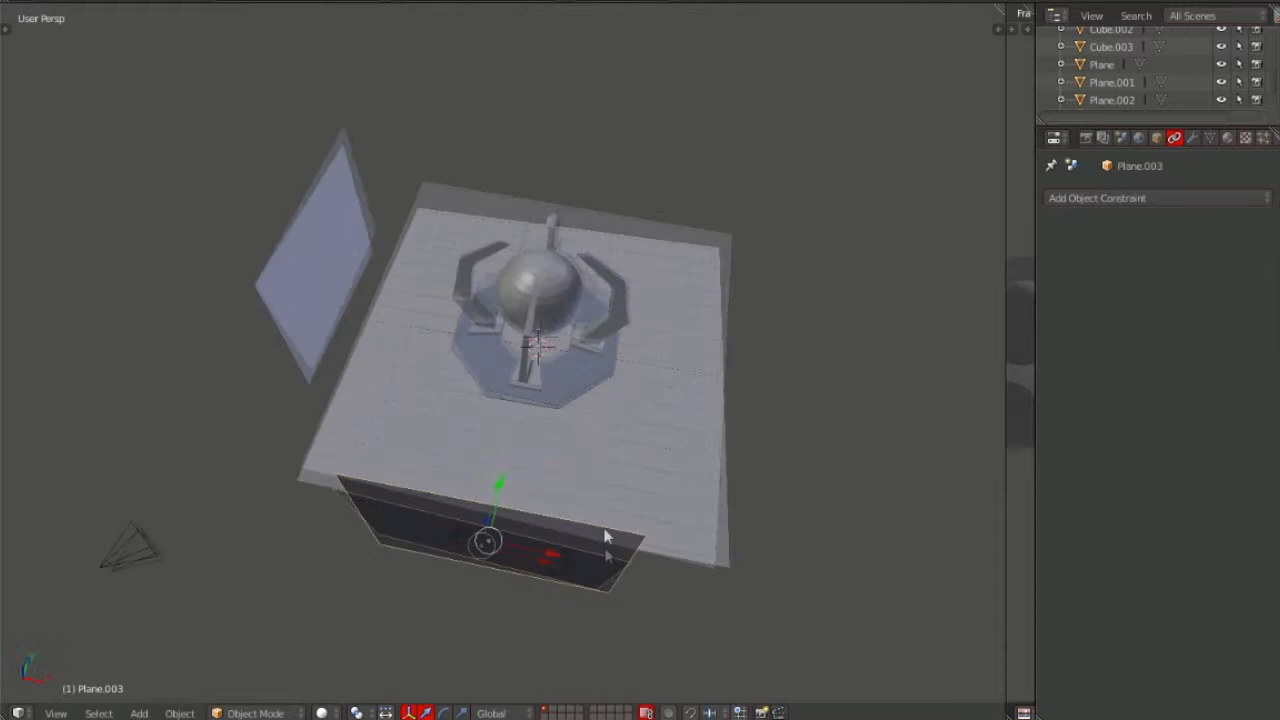 User Persp
Fra
View Search All Scenes
Cube.002
Cube.003
Plane
Plane.001
Plane.002
Plane.003
Add Object Constraint
(1) Plane.003
View Select Add Object Object Mode Global